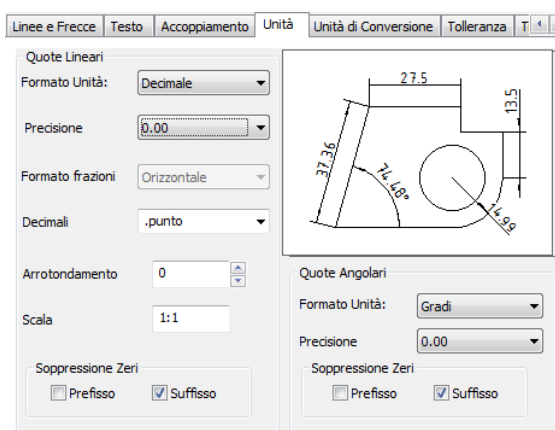 Linee e Frecce Testo Accoppiamento Unità Unità di Conversione Tolleranza T
Quote Lineari
Formato Unità: Decimale
Precisione 0.00
Formato frazioni Orizzontale
Decimali .punto
Arrotondamento 0
Scala 1:1
Soppressione Zeri
Prefisso Suffisso
27.5
13.5
37.36
74.48°
14.99
Quote Angolari
Formato Unità: Gradi
Precisione 0.00
Soppressione Zeri
Prefisso Suffisso